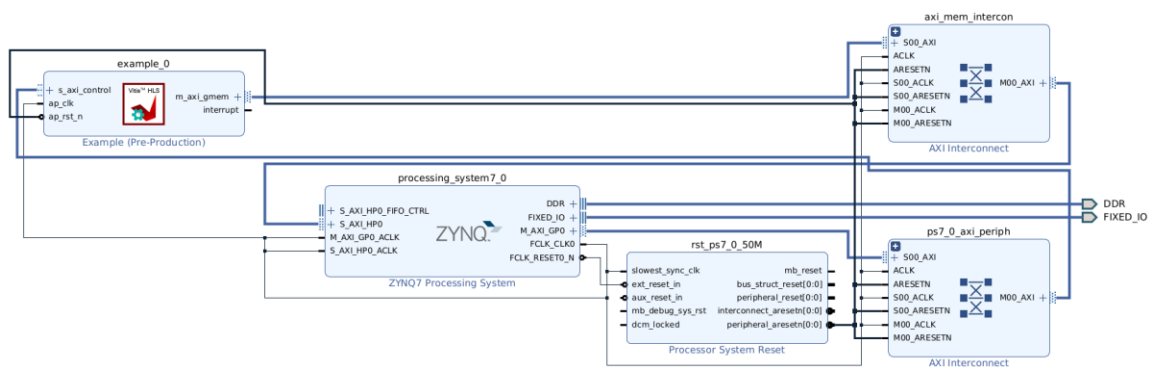 axi_mem_intercon
S00_AXI
ACLK
ARESETN
S00_ACLK
S00_ARESETN
M00_ACLK
M00_ARESETN
M00_AXI
AXI Interconnect
example_0
s_axi_control
ap_clk
ap_rst_n
Vitis™ HLS
m_axi_gmem
interrupt
Example (Pre-Production)
processing_system7_0
S_AXI_HP0_FIFO_CTRL
S_AXI_HP0
M_AXI_GP0_ACLK
S_AXI_HP0_ACLK
ZYNQ
DDR
FIXED_IO
M_AXI_GP0
FCLK_CLK0
FCLK_RESET0_N
ZYNQ7 Processing System
DDR
FIXED_IO
rst_ps7_0_50M
slowest_sync_clk
ext_reset_in
aux_reset_in
mb_debug_sys_rst
dcm_locked
mb_reset
bus_struct_reset[0:0]
peripheral_reset[0:0]
interconnect_aresetn[0:0]
peripheral_aresetn[0:0]
Processor System Reset
ps7_0_axi_periph
S00_AXI
ACLK
ARESETN
S00_ACLK
S00_ARESETN
M00_ACLK
M00_ARESETN
M00_AXI
AXI Interconnect